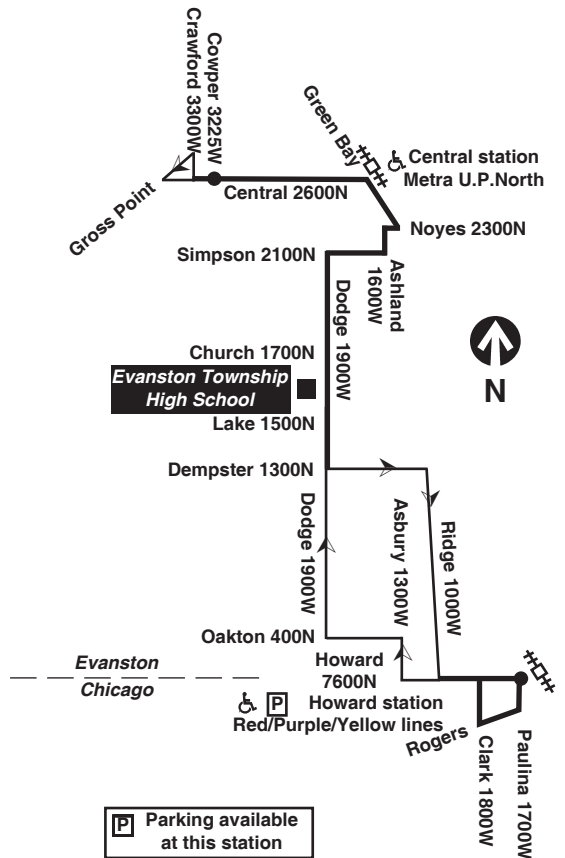 Cowper 3225W
Crawford 3300W
Green Bay
Central station
Metra U.P.North
Gross Point
Central 2600N
Noyes 2300N
Simpson 2100N
Ashland
1600W
Dodge 1900W
Church 1700N
Evanston Township
High School
N
Lake 1500N
Dempster 1300N
Dodge 1900W
Asbury 1300W
Ridge 1000W
Oakton 400N
Evanston
Chicago
Howard
7600N
P
Howard station
Red/Purple/Yellow lines
Rogers
Clark 1800W
Paulina 1700W
P Parking available
at this station